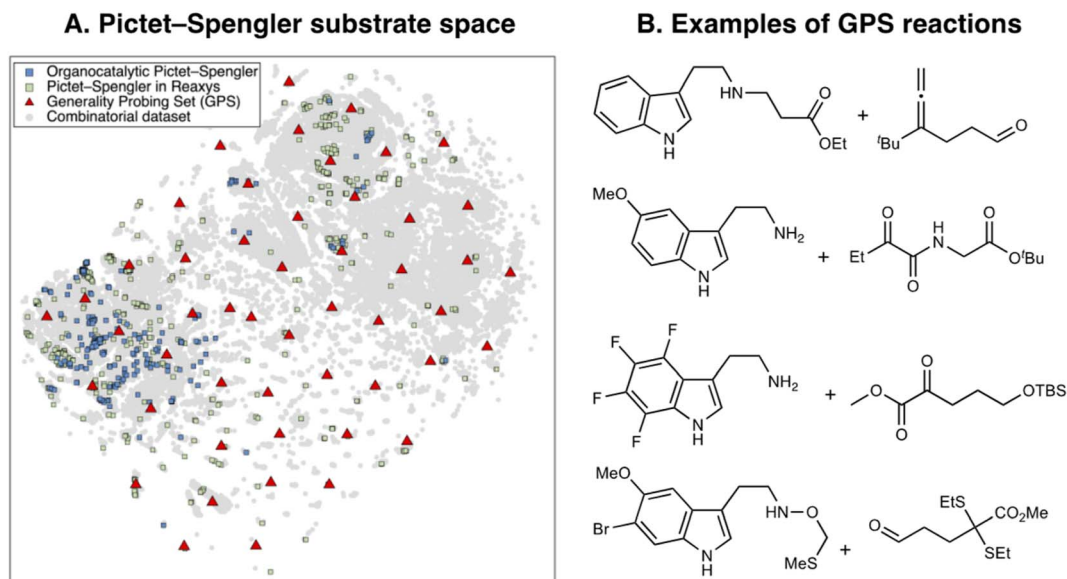 A. Pictet–Spengler substrate space
Organocatalytic Pictet–Spengler
Pictet–Spengler in Reaxys
Generality Probing Set (GPS)
Combinatorial dataset
B. Examples of GPS reactions
HN
O
OEt
N
H
+
•
tBu
O
MeO
NH2
N
H
+
O
Et
O
H
N
O
OtBu
F
F
F
F
NH2
N
H
+
O
O
O
OTBS
MeO
Br
HN
O
MeS
N
H
+
O
EtS
CO2Me
SEt